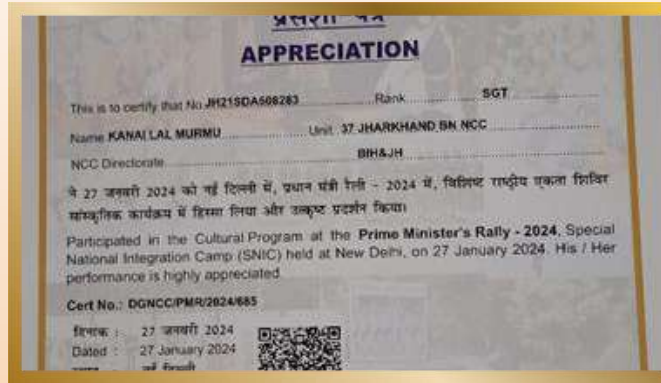 प्रशंसा पत्र
APPRECIATION
This is to certify that No JH21SDA508283 Rank SGT
Name KANAI LAL MURMU Unit 37 JHARKHAND BN NCC
NCC Directorate BIH&JH
ने 27 जनवरी 2024 को नई दिल्ली में, प्रधान मंत्री रैली - 2024 में, विशिष्ट राष्ट्रीय एकता शिविर
सांस्कृतिक कार्यक्रम में हिस्सा लिया और उत्कृष्ट प्रदर्शन किया।
Participated in the Cultural Program at the Prime Minister's Rally - 2024, Special
National Integration Camp (SNIC) held at New Delhi, on 27 January 2024. His / Her
performance is highly appreciated
Cert No.: DGNCC/PMR/2024/685
दिनांक : 27 जनवरी 2024
Dated : 27 January 2024
नई दिल्ली